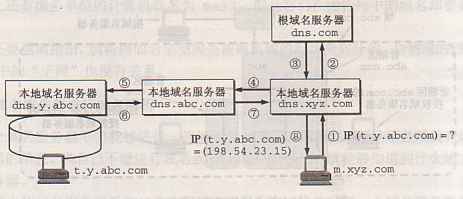 根域名服务器
dns.com
③
②
本地域名服务器
dns.y.abc.com
⑤
⑥
本地域名服务器
dns.abc.com
④
⑦
本地域名服务器
dns.xyz.com
IP(t.y.abc.com)
=(198.54.23.15)
⑧
① IP(t.y.abc.com)=?
t.y.abc.com
m.xyz.com